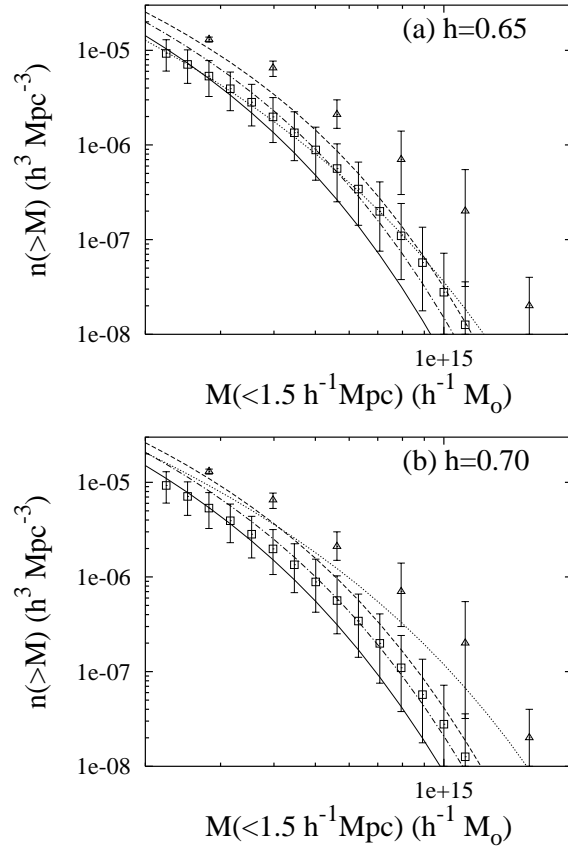 (a) h=0.65
1e-05
1e-06
1e-07
1e-08
n(>M) (h³ Mpc⁻³)
1e+15
M(<1.5 h⁻¹Mpc) (h⁻¹ Mₒ)
(b) h=0.70
1e-05
1e-06
1e-07
1e-08
n(>M) (h³ Mpc⁻³)
1e+15
M(<1.5 h⁻¹Mpc) (h⁻¹ Mₒ)